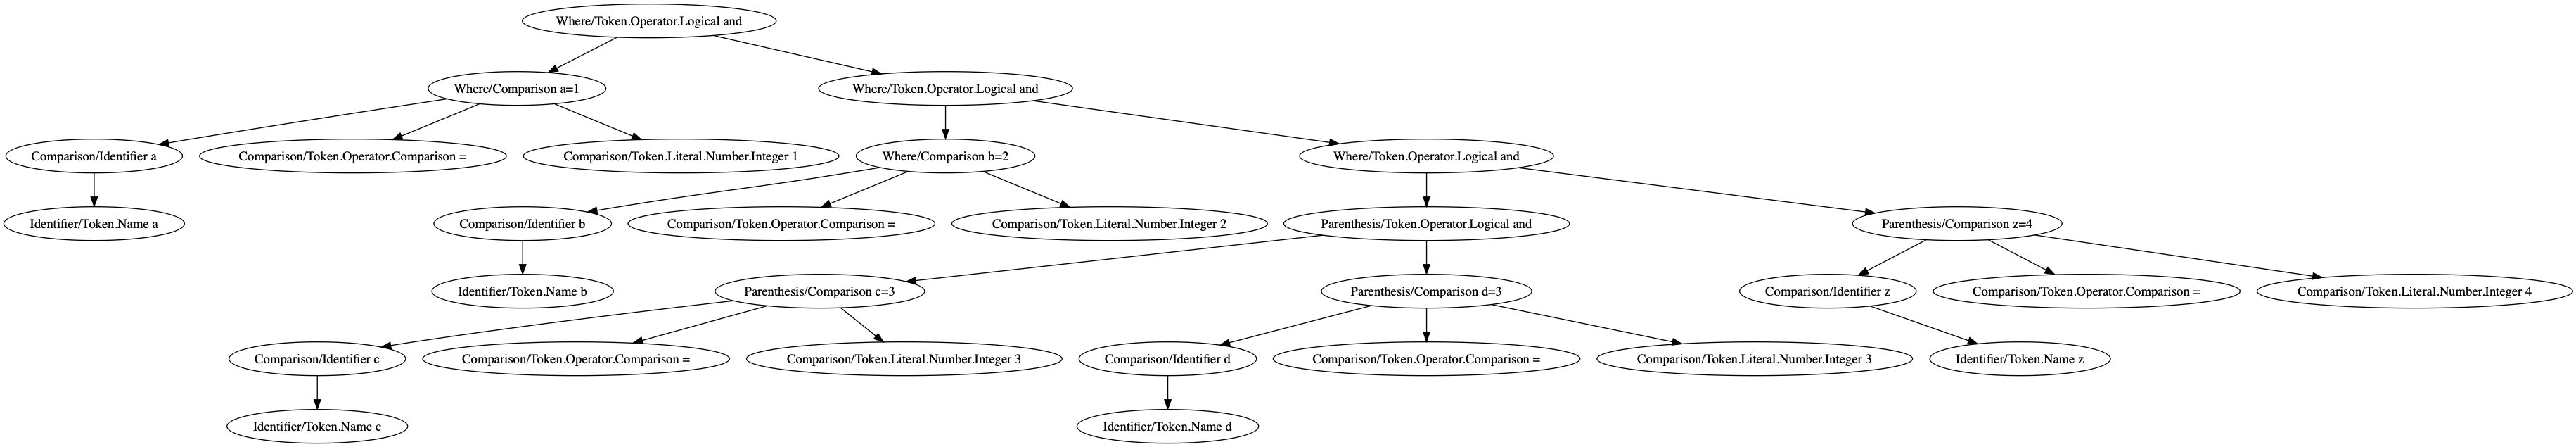 Where/Token.Operator.Logical and
Where/Comparison a=1
Where/Token.Operator.Logical and
Comparison/Identifier a
Comparison/Token.Operator.Comparison =
Comparison/Token.Literal.Number.Integer 1
Where/Comparison b=2
Where/Token.Operator.Logical and
Identifier/Token.Name a
Comparison/Identifier b
Comparison/Token.Operator.Comparison =
Comparison/Token.Literal.Number.Integer 2
Parenthesis/Token.Operator.Logical and
Parenthesis/Comparison z=4
Identifier/Token.Name b
Parenthesis/Comparison c=3
Parenthesis/Comparison d=3
Comparison/Identifier z
Comparison/Token.Operator.Comparison =
Comparison/Token.Literal.Number.Integer 4
Comparison/Identifier c
Comparison/Token.Operator.Comparison =
Comparison/Token.Literal.Number.Integer 3
Comparison/Identifier d
Comparison/Token.Operator.Comparison =
Comparison/Token.Literal.Number.Integer 3
Identifier/Token.Name z
Identifier/Token.Name c
Identifier/Token.Name d